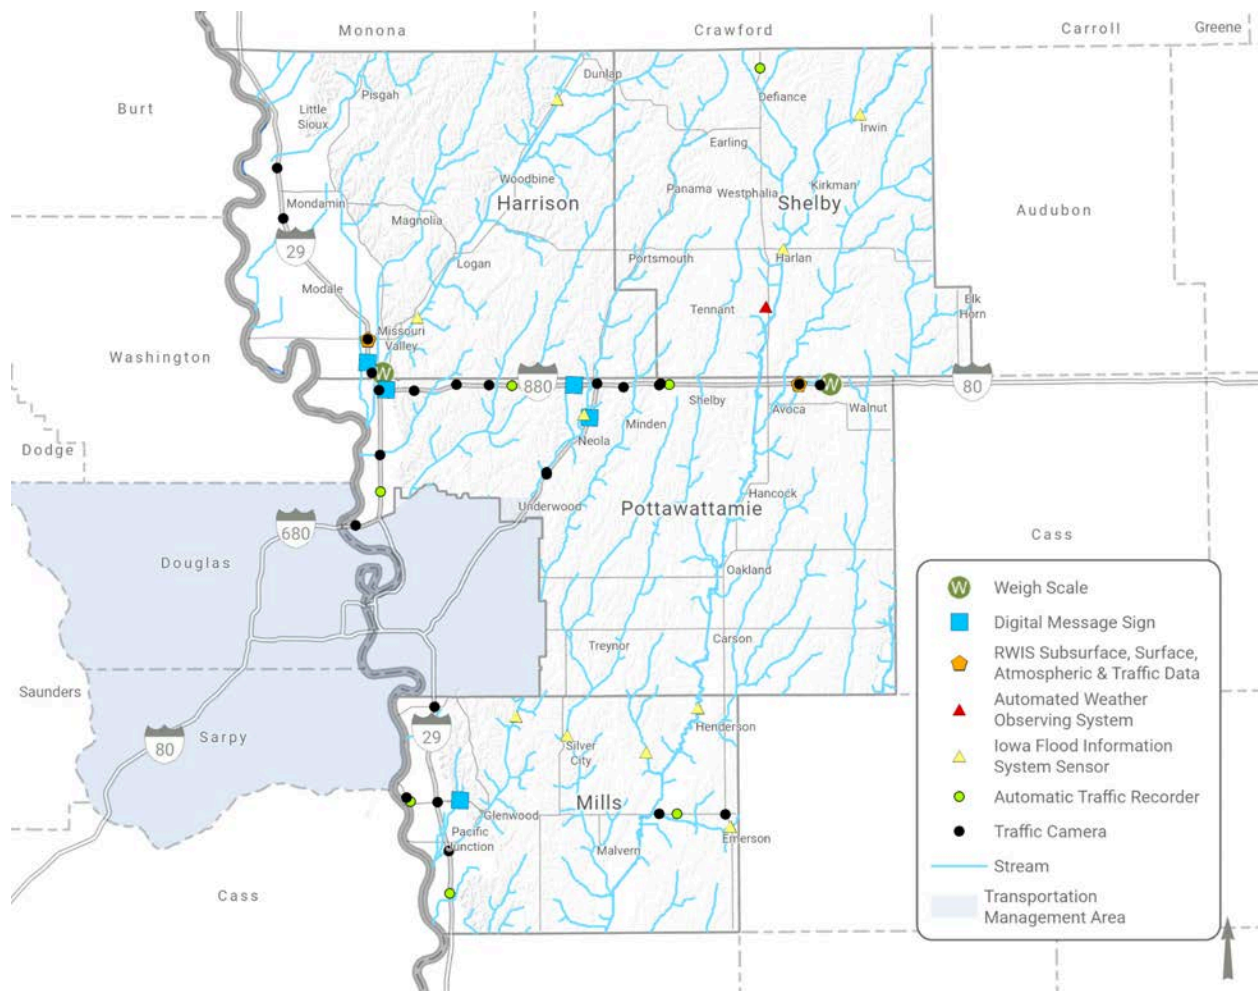 Monona
Crawford
Carroll
Greene
Dunlap
Pisgah
Defiance
Burt
Little
Sioux
Irwin
Earling
Woodbine
Panama
Westphalia
Kirkman
Mondamin
Harrison
Shelby
Audubon
Magnolia
29
Logan
Portsmouth
Harlan
Modale
Tennant
Elk
Horn
Missouri
Valley
Washington
W
880
W
80
Shelby
Avoca
Walnut
Minden
Neola
Dodge
Hancock
Underwood
Pottawattamie
680
Cass
Douglas
Oakland
Treynor
Carson
Saunders
Henderson
29
Sarpy
80
Silver
City
Mills
Glenwood
Pacific
Junction
Emerson
Malvern
Cass
W Weigh Scale
Digital Message Sign
RWIS Subsurface, Surface,
Atmospheric & Traffic Data
Automated Weather
Observing System
Iowa Flood Information
System Sensor
Automatic Traffic Recorder
Traffic Camera
Stream
Transportation
Management Area